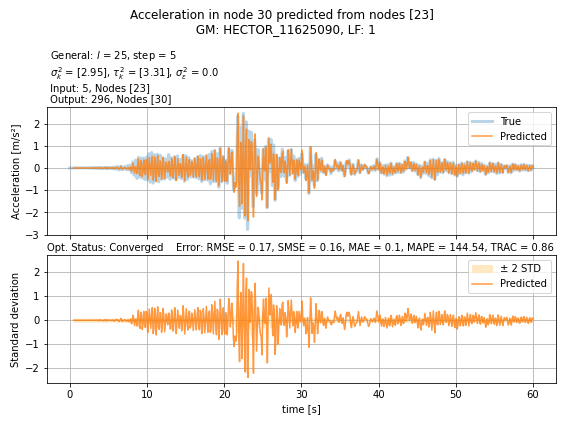 Acceleration in node 30 predicted from nodes [23]
GM: HECTOR_11625090, LF: 1
General: l = 25, step = 5
σ²ₖ = [2.95], τ²ₖ = [3.31], σ²ε = 0.0
Input: 5, Nodes [23]
Output: 296, Nodes [30]
Acceleration [m/s²]
2
1
0
−1
−2
−3
True
Predicted
Opt. Status: Converged Error: RMSE = 0.17, SMSE = 0.16, MAE = 0.1, MAPE = 144.54, TRAC = 0.86
Standard deviation
2
1
0
−1
−2
± 2 STD
Predicted
0 10 20 30 40 50 60
time [s]